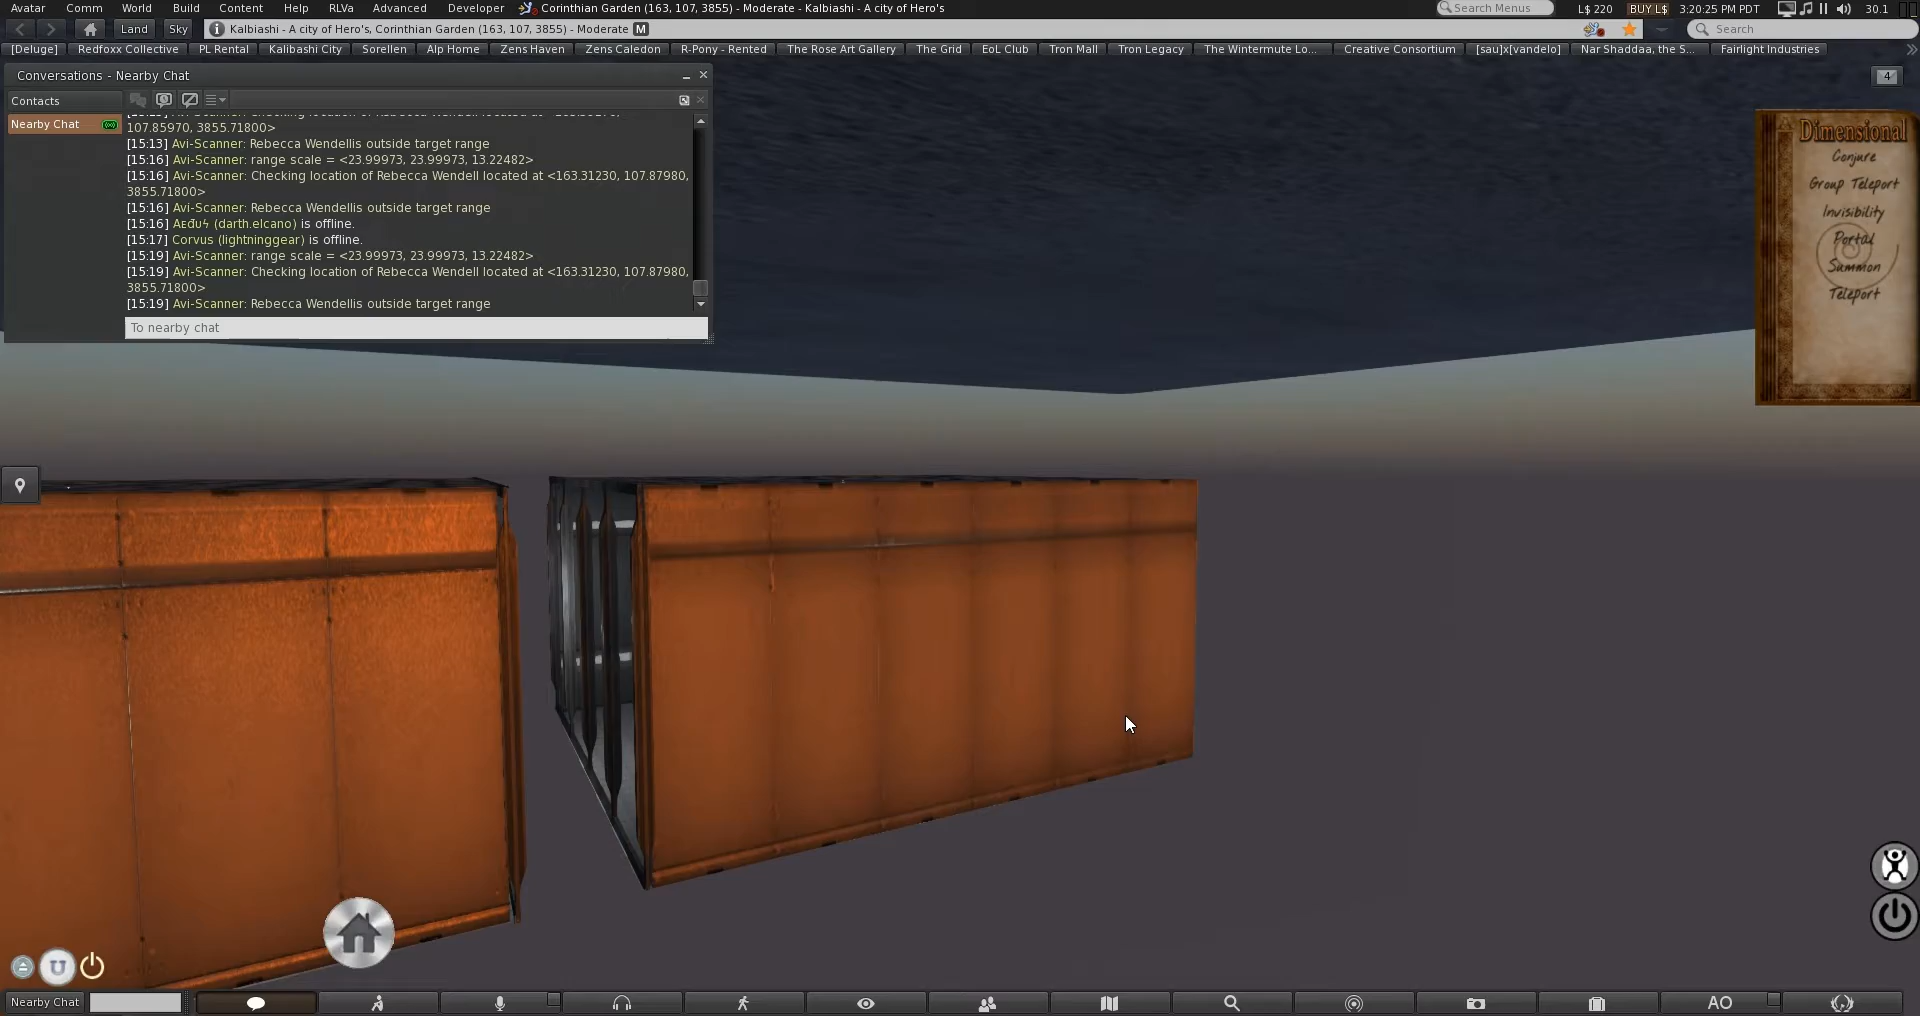 Avatar Comm World Build Content Help RLVa Advanced Developer Corinthian Garden (163, 107, 3855) - Moderate - Kalbiashi - A city of Hero's Search Menus L$ 220 BUY L$ 3:20:25 PM PDT 30.1
Land Sky Kalbiashi - A city of Hero's, Corinthian Garden (163, 107, 3855) - Moderate M Search
[Deluge] Redfoxx Collective PL Rental Kalibashi City Sorellen Alp Home Zens Haven Zens Caledon R-Pony - Rented The Rose Art Gallery The Grid EoL Club Tron Mall Tron Legacy The Wintermute Lo... Creative Consortium [sau]x[vandelo] Nar Shaddaa, the S... Fairlight Industries
Conversations - Nearby Chat
4
Contacts
Nearby Chat
107.85970, 3855.71800>
[15:13] Avi-Scanner: Rebecca Wendellis outside target range
[15:16] Avi-Scanner: range scale = <23.99973, 23.99973, 13.22482>
[15:16] Avi-Scanner: Checking location of Rebecca Wendell located at <163.31230, 107.87980,
3855.71800>
[15:16] Avi-Scanner: Rebecca Wendellis outside target range
[15:16] (darth.elcano) is offline.
[15:17] Corvus (lightninggear) is offline.
[15:19] Avi-Scanner: range scale = <23.99973, 23.99973, 13.22482>
[15:19] Avi-Scanner: Checking location of Rebecca Wendell located at <163.31230, 107.87980,
3855.71800>
[15:19] Avi-Scanner: Rebecca Wendellis outside target range
To nearby chat
Dimensional
Conjure
Group Teleport
Invisibility
Portal
Summon
Teleport
Nearby Chat AO